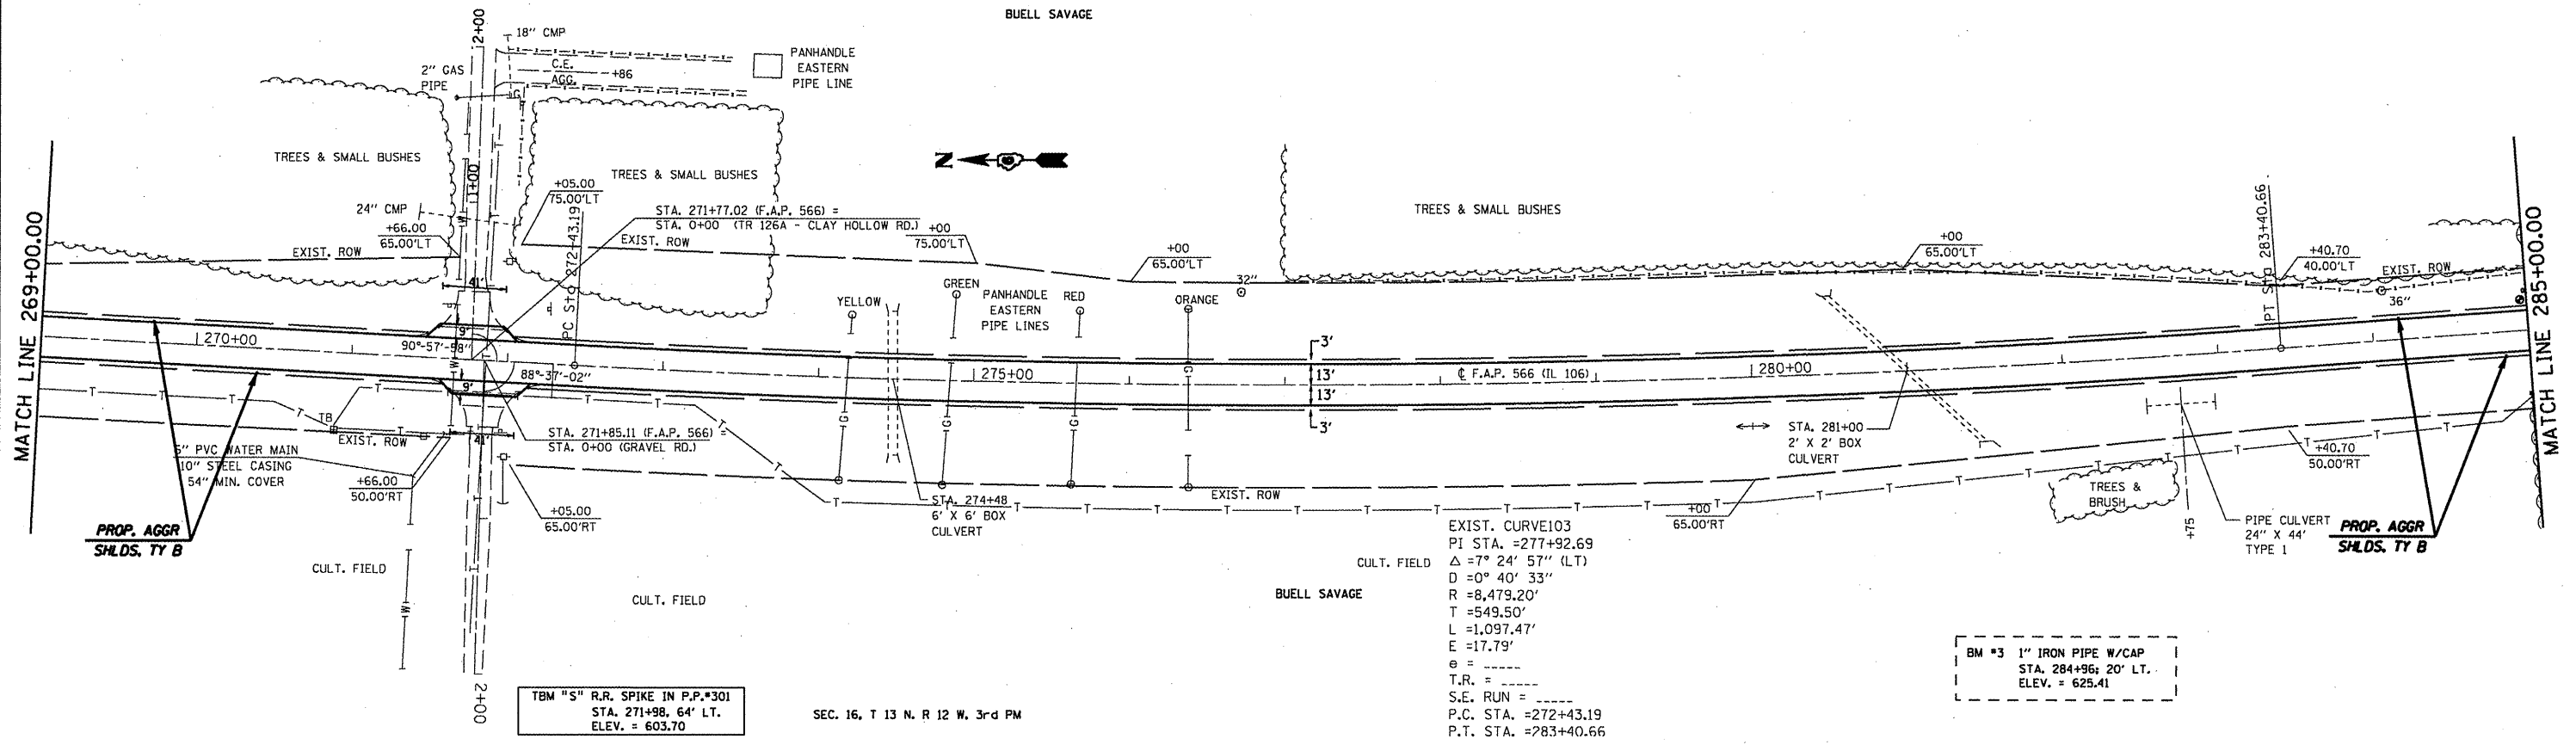 BUELL SAVAGE
2+00
18" CMP
C.E.
+86
AGG.
PANHANDLE
EASTERN
PIPE LINE
2" GAS
PIPE
G
TREES & SMALL BUSHES
1+00
TREES & SMALL BUSHES
N
TREES & SMALL BUSHES
+05.00
75.00'LT
24" CMP
+66.00
65.00'LT
W
STA. 271+77.02 (F.A.P. 566) =
STA. 0+00 (TR 126A - CLAY HOLLOW RD.)
+00
75.00'LT
EXIST. ROW
EXIST. ROW
+00
65.00'LT
+00
65.00'LT
PT Sta 283+40.66
+40.70
40.00'LT
EXIST. ROW
MATCH LINE 269+00.00
MATCH LINE 285+00.00
PC Sta 272+43.19
32"
36"
41'
YELLOW
GREEN
PANHANDLE
EASTERN
PIPE LINES
RED
ORANGE
9'
270+00
90°-57'-58"
88°-37'-02"
9'
275+00
3'
13'
13'
3'
℄ F.A.P. 566 (IL 106)
280+00
W
G
G
G
G
T
TB
EXIST. ROW
41'
STA. 271+85.11 (F.A.P. 566) =
STA. 0+00 (GRAVEL RD.)
STA. 281+00
2' X 2' BOX
CULVERT
+40.70
50.00'RT
" PVC WATER MAIN
10" STEEL CASING
54" MIN. COVER
+66.00
50.00'RT
+05.00
65.00'RT
STA. 274+48
6' X 6' BOX
CULVERT
EXIST. ROW
+00
65.00'RT
TREES &
BRUSH
+75
PIPE CULVERT
24" X 44'
TYPE 1
PROP. AGGR
SHLDS. TY B
PROP. AGGR
SHLDS. TY B
CULT. FIELD
W
CULT. FIELD
CULT. FIELD
BUELL SAVAGE
EXIST. CURVE103
PI STA. =277+92.69
Δ =7° 24' 57" (LT)
D =0° 40' 33"
R =8,479.20'
T =549.50'
L =1,097.47'
E =17.79'
e = _____
T.R. = _____
S.E. RUN = _____
P.C. STA. =272+43.19
P.T. STA. =283+40.66
2+00
TBM "S" R.R. SPIKE IN P.P.#301
STA. 271+98, 64' LT.
ELEV. = 603.70
SEC. 16, T 13 N. R 12 W. 3rd PM
BM #3 1" IRON PIPE W/CAP
STA. 284+96; 20' LT.
ELEV. = 625.41